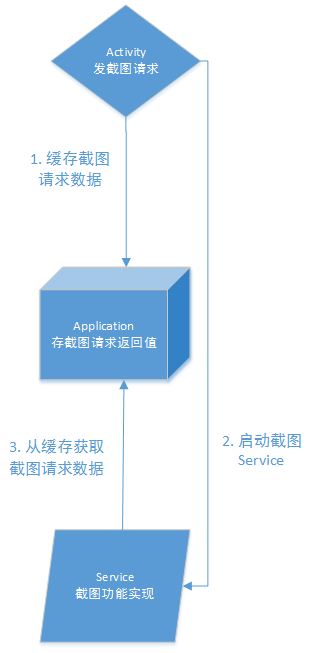 Activity
发截图请求
1. 缓存截图
请求数据
Application
存截图请求返回值
2. 启动截图
Service
3. 从缓存获取
截图请求数据
Service
截图功能实现